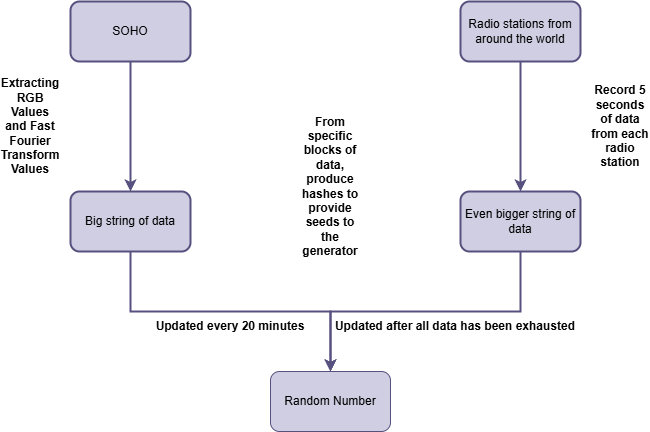 SOHO
Radio stations from
around the world
Extracting
RGB
Values
and Fast
Fourier
Transform
Values
From
specific
blocks of
data,
produce
hashes to
provide
seeds to
the
generator
Record 5
seconds
of data
from each
radio
station
Big string of data
Even bigger string of
data
Updated every 20 minutes
Updated after all data has been exhausted
Random Number